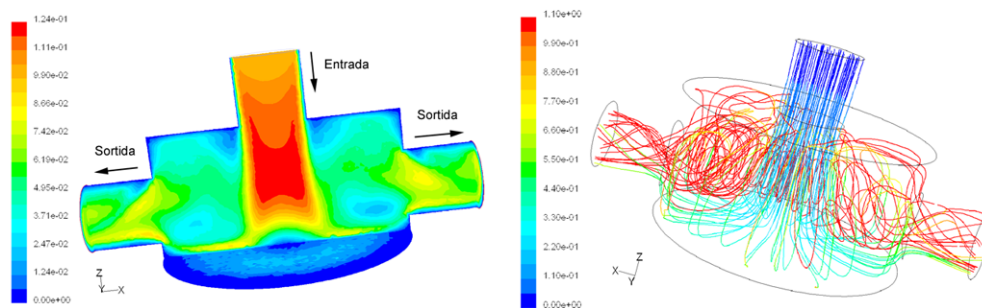 1.24e-01
1.11e-01
9.90e-02
8.66e-02
7.42e-02
6.19e-02
4.95e-02
3.71e-02
2.47e-02
1.24e-02
0.00e+00
Entrada
Sortida
Sortida
Z
Y X
1.10e+00
9.90e-01
8.80e-01
7.70e-01
6.60e-01
5.50e-01
4.40e-01
3.30e-01
2.20e-01
1.10e-01
0.00e+00
X Z
Y